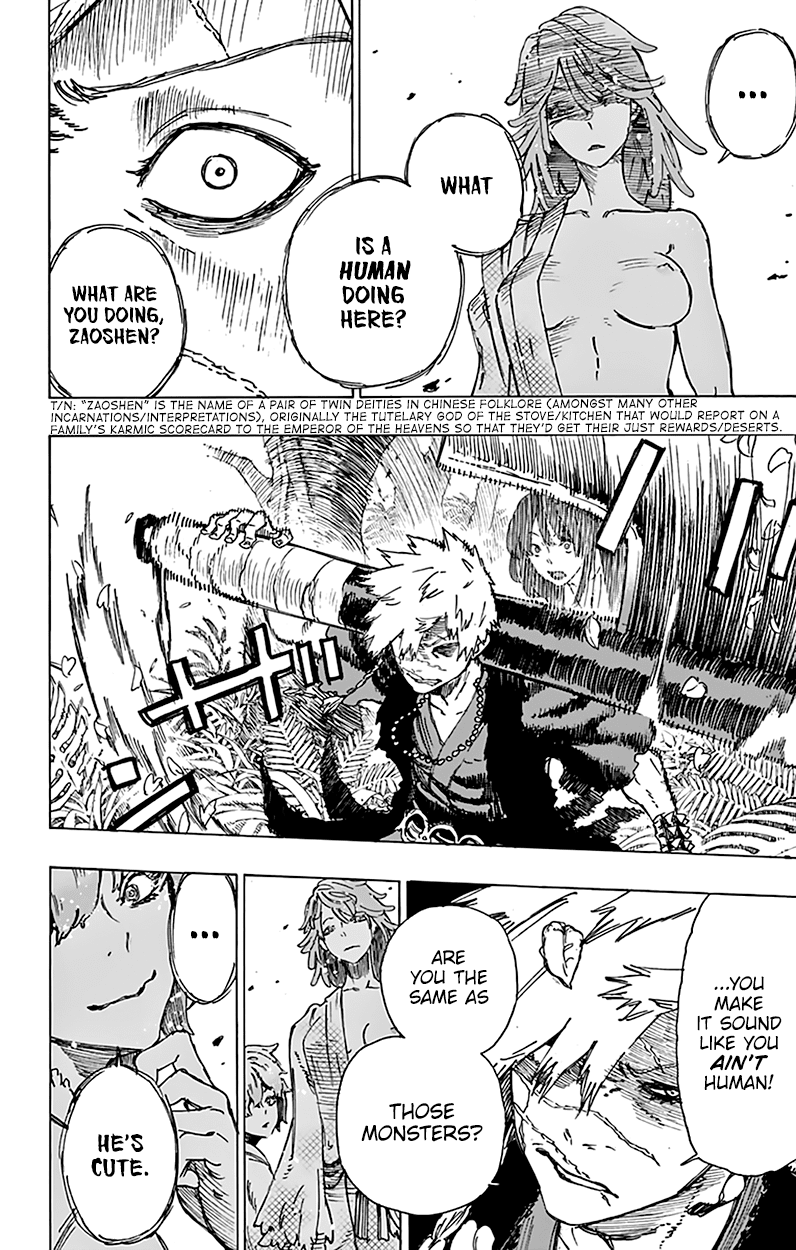 ...
WHAT
IS A
HUMAN
DOING
HERE?
WHAT ARE
YOU DOING,
ZAOSHEN?
T/N: "ZAOSHEN" IS THE NAME OF A PAIR OF TWIN DEITIES IN CHINESE FOLKLORE (AMONGST MANY OTHER
INCARNATIONS/INTERPRETATIONS), ORIGINALLY THE TUTELARY GOD OF THE STOVE/KITCHEN THAT WOULD REPORT ON A
FAMILY'S KARMIC SCORECARD TO THE EMPEROR OF THE HEAVENS SO THAT THEY'D GET THEIR JUST REWARDS/DESERTS.
...YOU
MAKE
IT SOUND
LIKE YOU
AIN'T
HUMAN!
ARE
YOU THE
SAME AS
THOSE
MONSTERS?
...
HE'S
CUTE.